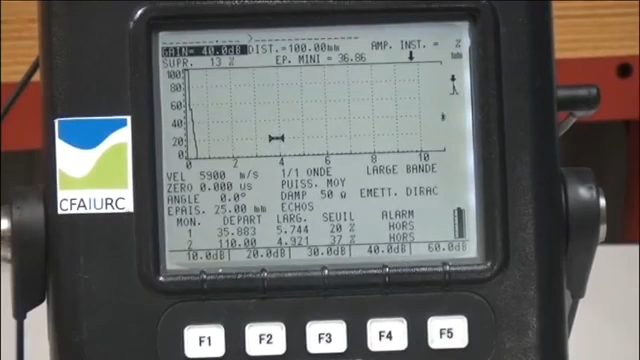 GAIN= 40.0dB DIST.=100.00mm AMP. INST. = %
SUPR. 13 % EP. MINI = 36.86 mm
100
80
60
40
20
0
0 2 4 6 8 10
VEL 5900 m/s 1/1 ONDE LARGE BANDE
ZERO 0.000 us PUISS. MOY
ANGLE 0.0° DAMP 50 Ω EMETT. DIRAC
EPAIS. 25.00 mm ECHOS
MON. DEPART LARG. SEUIL ALARM
1 35.883 5.744 20 % HORS
2 110.00 4.921 37 % HORS
10.0dB 20.0dB 30.0dB 40.0dB 60.0dB
CFAIURC
F1 F2 F3 F4 F5